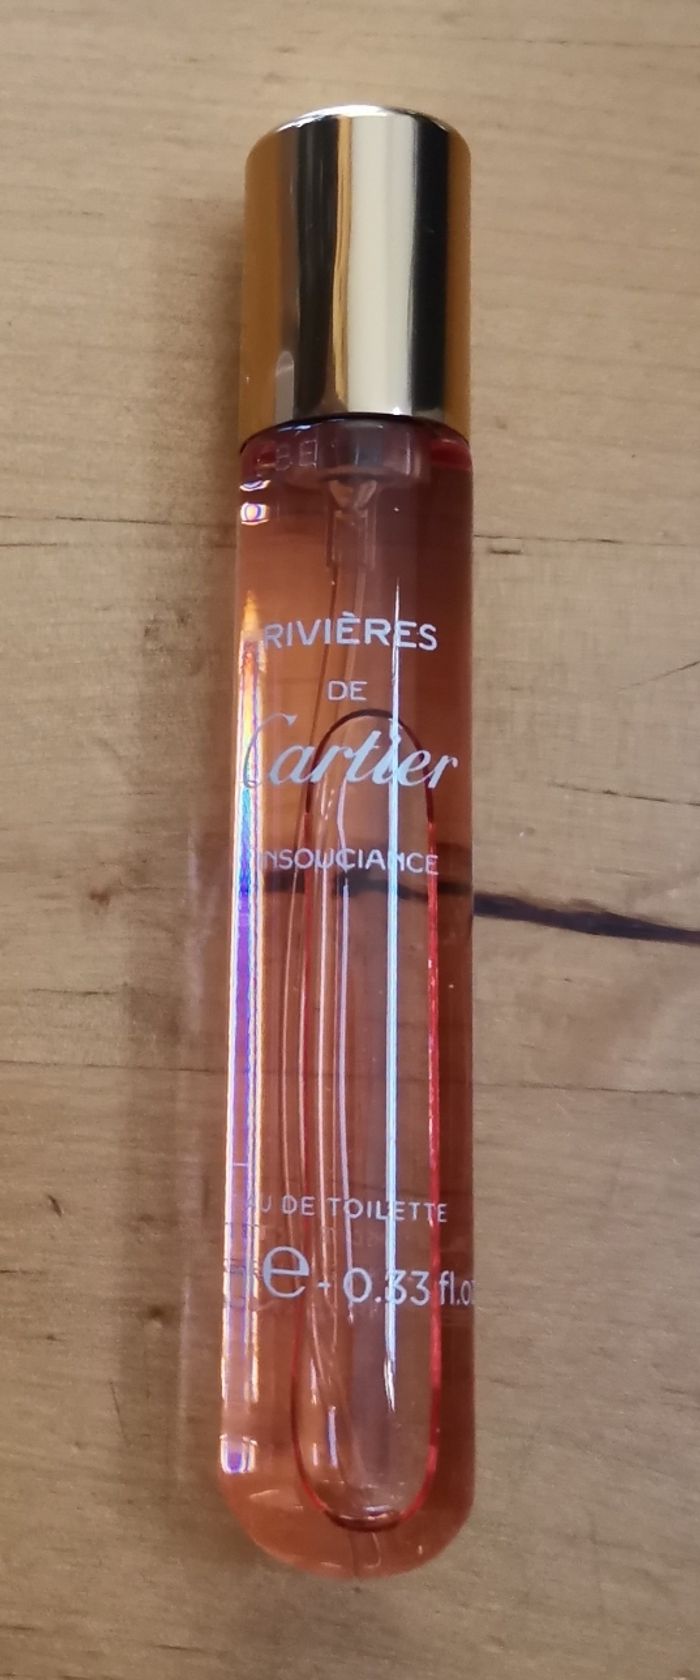 RIVIÈRES
DE
Cartier
INSOUCIANCE
EAU DE TOILETTE
e - 0.33 fl.oz